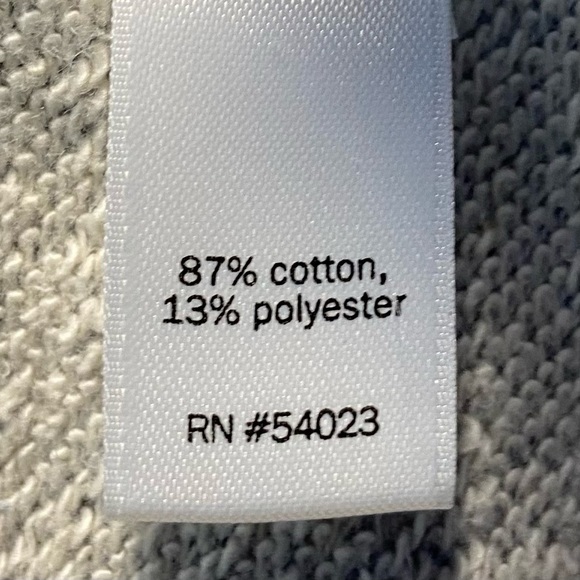 87% cotton,
13% polyester
RN #54023